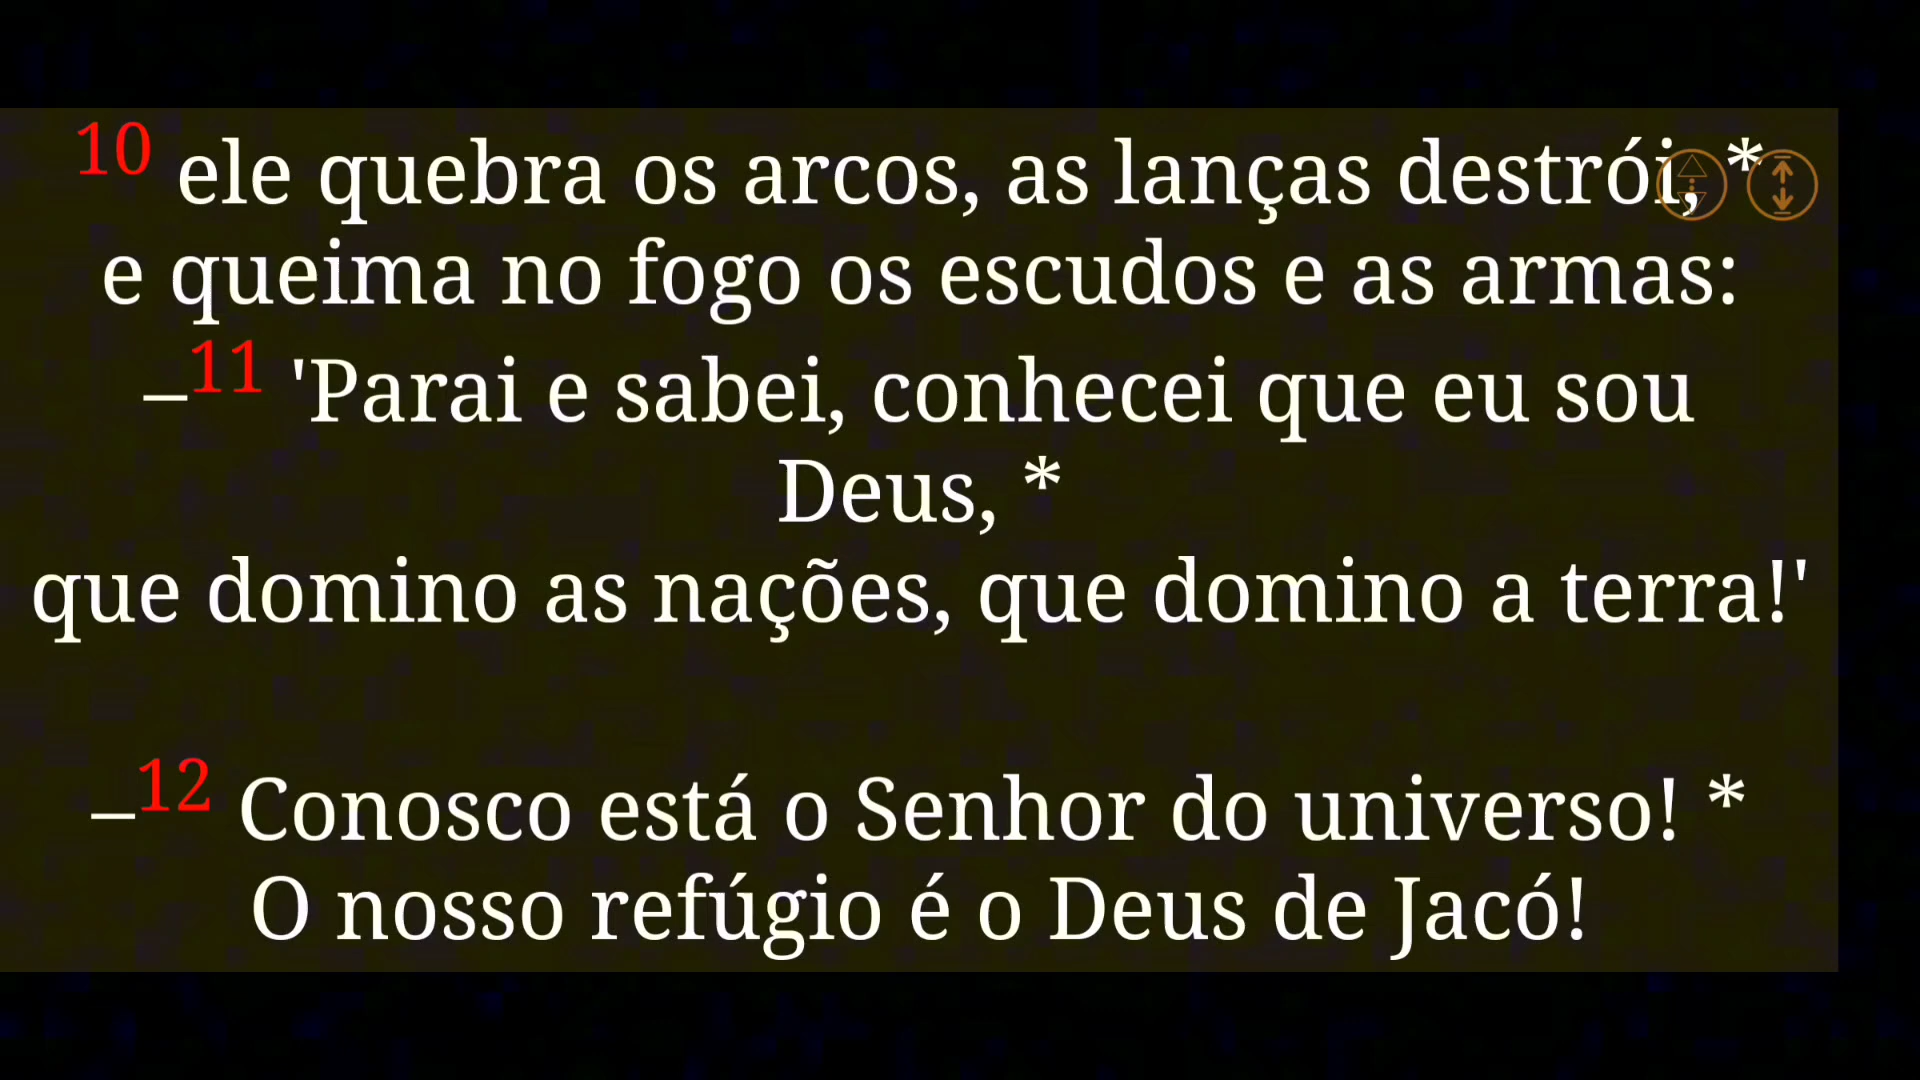 10 ele quebra os arcos, as lanças destrói, *
e queima no fogo os escudos e as armas:
–11 'Parai e sabei, conhecei que eu sou
Deus, *
que domino as nações, que domino a terra!'
–12 Conosco está o Senhor do universo! *
O nosso refúgio é o Deus de Jacó!